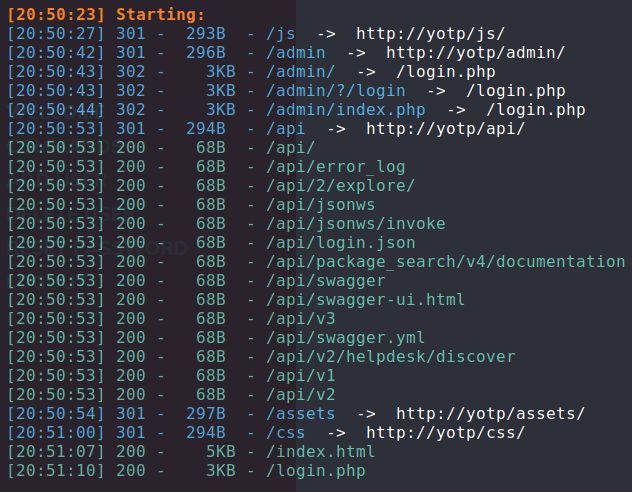 [20:50:23] Starting:
[20:50:27] 301 -  293B  - /js  ->  http://yotp/js/
[20:50:42] 301 -  296B  - /admin  ->  http://yotp/admin/
[20:50:43] 302 -    3KB - /admin/  ->  /login.php
[20:50:43] 302 -    3KB - /admin/?/login  ->  /login.php
[20:50:44] 302 -    3KB - /admin/index.php  ->  /login.php
[20:50:53] 301 -  294B  - /api  ->  http://yotp/api/
[20:50:53] 200 -   68B  - /api/
[20:50:53] 200 -   68B  - /api/error_log
[20:50:53] 200 -   68B  - /api/2/explore/
[20:50:53] 200 -   68B  - /api/jsonws
[20:50:53] 200 -   68B  - /api/jsonws/invoke
[20:50:53] 200 -   68B  - /api/login.json
[20:50:53] 200 -   68B  - /api/package_search/v4/documentation
[20:50:53] 200 -   68B  - /api/swagger
[20:50:53] 200 -   68B  - /api/swagger-ui.html
[20:50:53] 200 -   68B  - /api/v3
[20:50:53] 200 -   68B  - /api/swagger.yml
[20:50:53] 200 -   68B  - /api/v2/helpdesk/discover
[20:50:53] 200 -   68B  - /api/v1
[20:50:53] 200 -   68B  - /api/v2
[20:50:54] 301 -  297B  - /assets  ->  http://yotp/assets/
[20:51:00] 301 -  294B  - /css  ->  http://yotp/css/
[20:51:07] 200 -    5KB - /index.html
[20:51:10] 200 -    3KB - /login.php